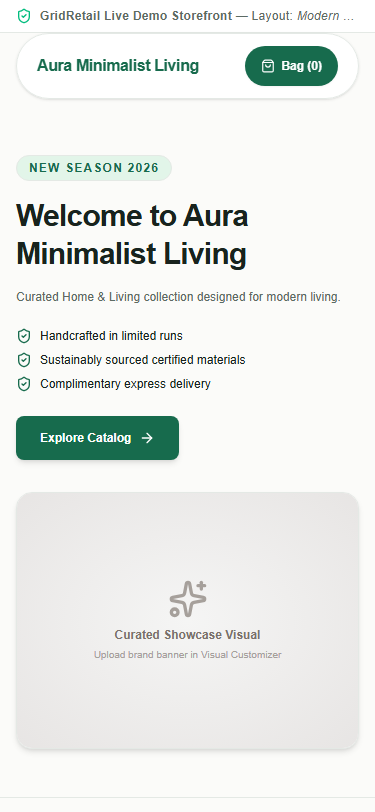 GridRetail Live Demo Storefront — Layout: Modern ...
Aura Minimalist Living
Bag (0)
NEW SEASON 2026
Welcome to Aura
Minimalist Living
Curated Home & Living collection designed for modern living.
Handcrafted in limited runs
Sustainably sourced certified materials
Complimentary express delivery
Explore Catalog
Curated Showcase Visual
Upload brand banner in Visual Customizer